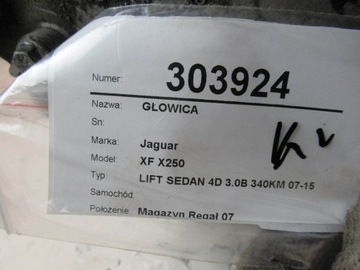 Numer: 303924
Nazwa: GŁOWICA
Sn:
Marka: Jaguar
Model: XF X250
Typ: LIFT SEDAN 4D 3.0B 340KM 07-15
Samochód:
Położenie Magazyn Regał 07